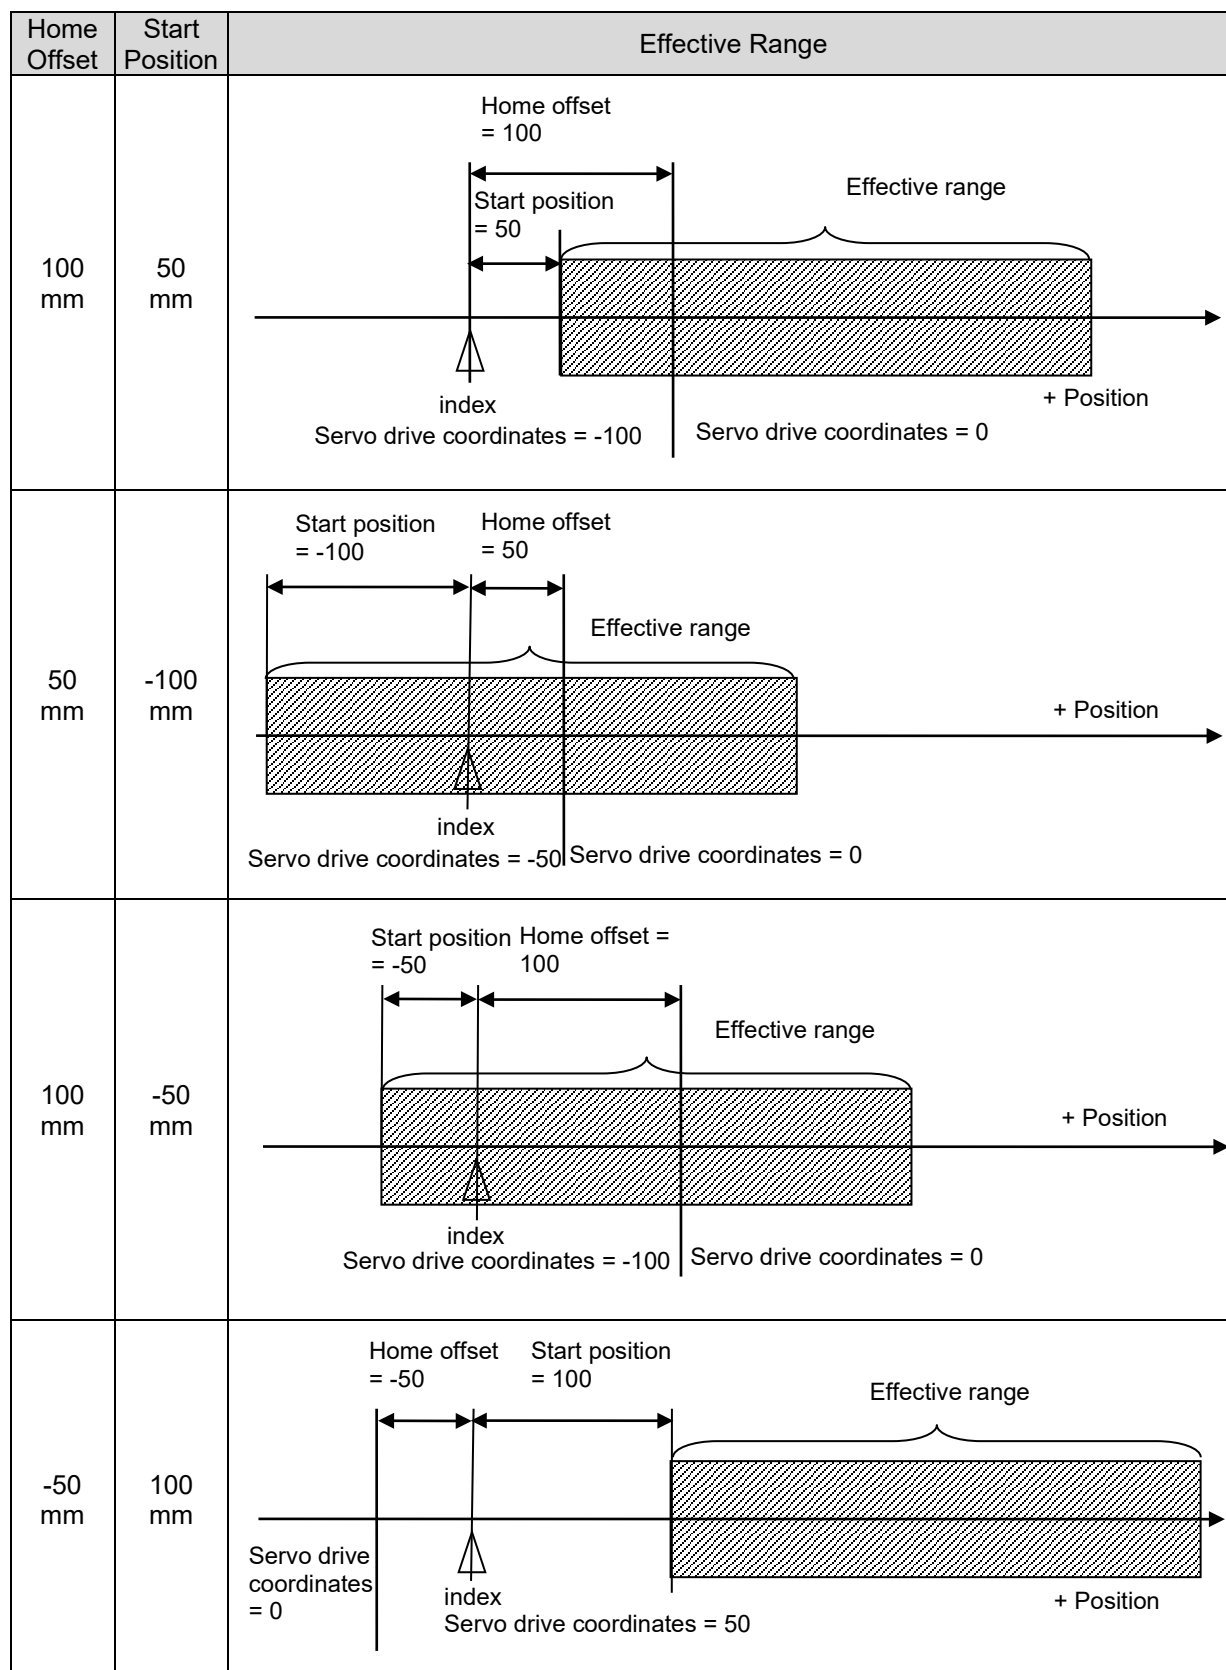 Home
Offset
Start
Position
Effective Range
100
mm
50
mm
Home offset
= 100
Start position
= 50
Effective range
index
Servo drive coordinates = -100
Servo drive coordinates = 0
+ Position
50
mm
-100
mm
Start position
= -100
Home offset
= 50
Effective range
+ Position
index
Servo drive coordinates = -50
Servo drive coordinates = 0
100
mm
-50
mm
Start position
= -50
Home offset =
100
Effective range
+ Position
index
Servo drive coordinates = -100
Servo drive coordinates = 0
-50
mm
100
mm
Home offset
= -50
Start position
= 100
Effective range
Servo drive
coordinates
= 0
index
Servo drive coordinates = 50
+ Position